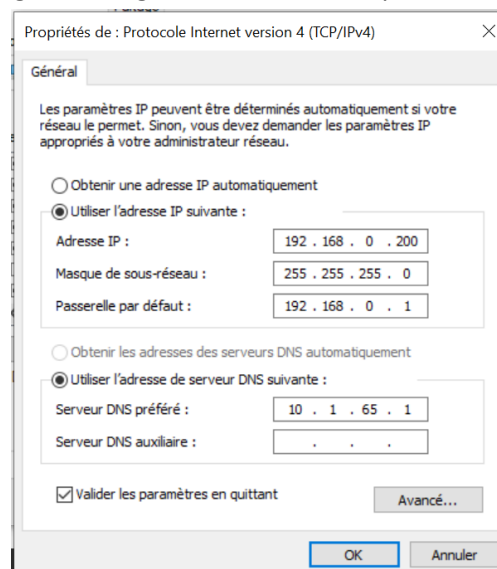 Propriétés de : Protocole Internet version 4 (TCP/IPv4)
Général
Les paramètres IP peuvent être déterminés automatiquement si votre
réseau le permet. Sinon, vous devez demander les paramètres IP
appropriés à votre administrateur réseau.
Obtenir une adresse IP automatiquement
Utiliser l'adresse IP suivante :
Adresse IP : 192 . 168 . 0 . 200
Masque de sous-réseau : 255 . 255 . 255 . 0
Passerelle par défaut : 192 . 168 . 0 . 1
Obtenir les adresses des serveurs DNS automatiquement
Utiliser l'adresse de serveur DNS suivante :
Serveur DNS préféré : 10 . 1 . 65 . 1
Serveur DNS auxiliaire : . . .
Valider les paramètres en quittant
Avancé...
OK Annuler